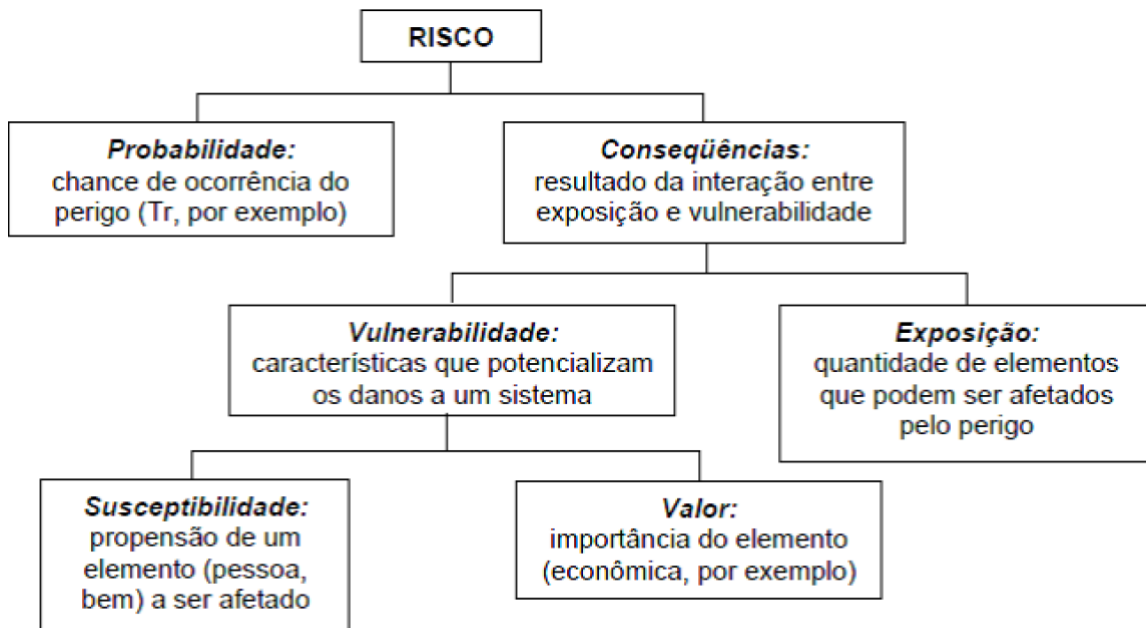 RISCO
Probabilidade:
chance de ocorrência do
perigo (Tr, por exemplo)
Conseqüências:
resultado da interação entre
exposição e vulnerabilidade
Vulnerabilidade:
características que potencializam
os danos a um sistema
Exposição:
quantidade de elementos
que podem ser afetados
pelo perigo
Susceptibilidade:
propensão de um
elemento (pessoa,
bem) a ser afetado
Valor:
importância do elemento
(econômica, por exemplo)